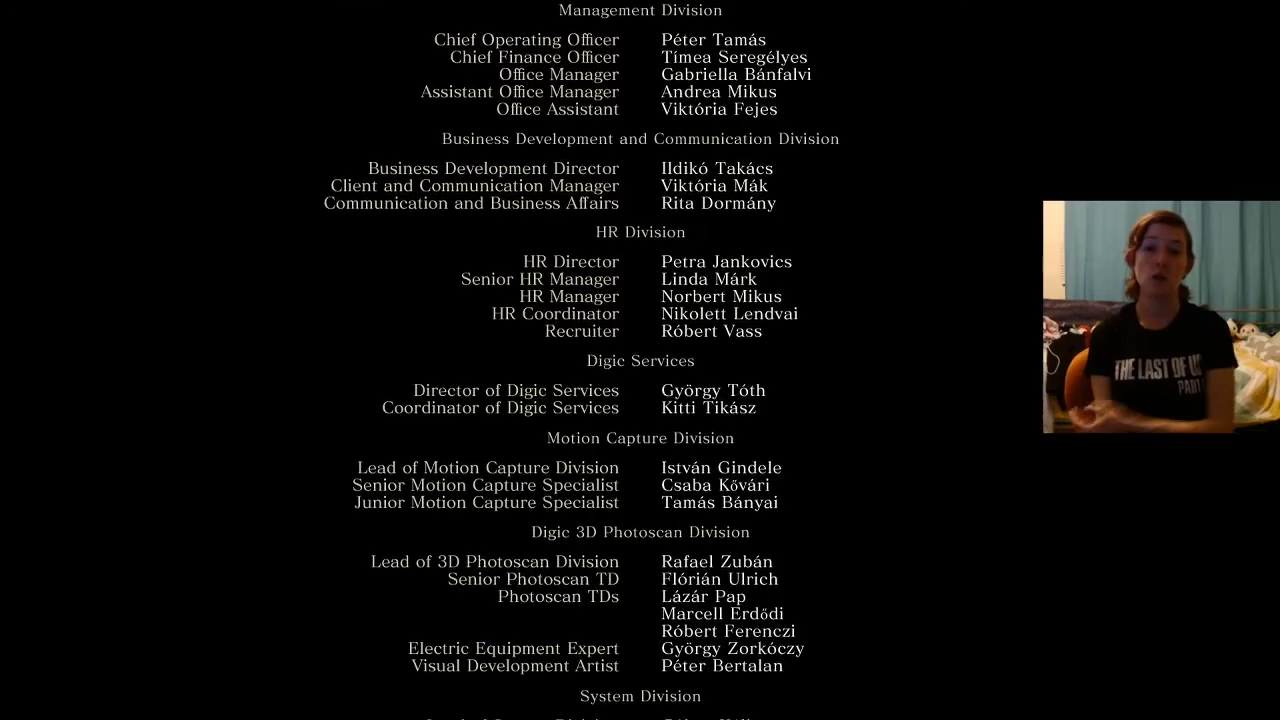 Management Division
Chief Operating Officer Péter Tamás
Chief Finance Officer Tímea Seregélyes
Office Manager Gabriella Bánfalvi
Assistant Office Manager Andrea Mikus
Office Assistant Viktória Fejes
Business Development and Communication Division
Business Development Director Ildikó Takács
Client and Communication Manager Viktória Mák
Communication and Business Affairs Rita Dormány
HR Division
HR Director Petra Jankovics
Senior HR Manager Linda Márk
HR Manager Norbert Mikus
HR Coordinator Nikolett Lendvai
Recruiter Róbert Vass
Digic Services
Director of Digic Services György Tóth
Coordinator of Digic Services Kitti Tikász
Motion Capture Division
Lead of Motion Capture Division István Gindele
Senior Motion Capture Specialist Csaba Kővári
Junior Motion Capture Specialist Tamás Bányai
Digic 3D Photoscan Division
Lead of 3D Photoscan Division Rafael Zubán
Senior Photoscan TD Flórián Ulrich
Photoscan TDs Lázár Pap
Marcell Erdődi
Róbert Ferenczi
Electric Equipment Expert György Zorkóczy
Visual Development Artist Péter Bertalan
System Division
THE LAST OF U
PART